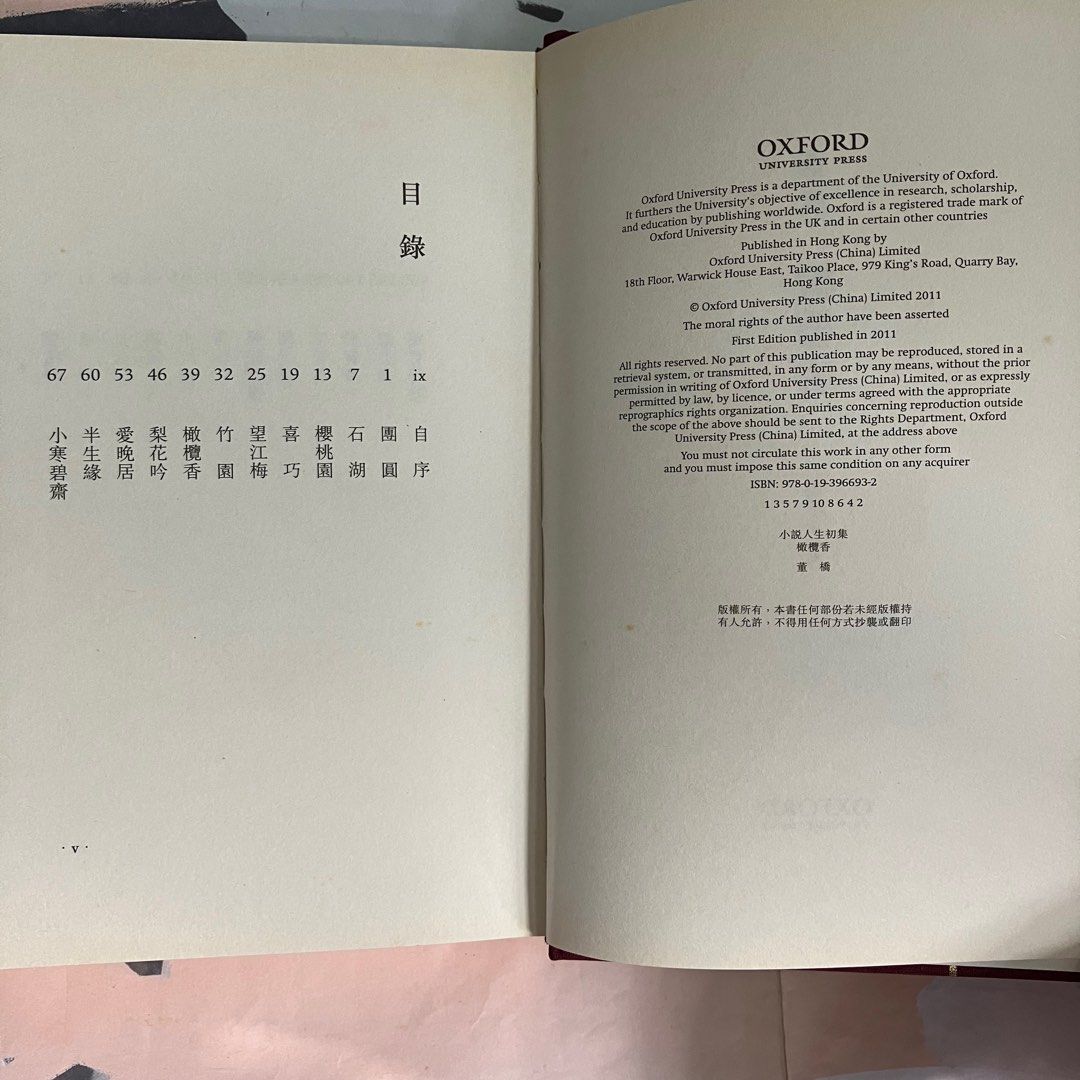 OXFORD
UNIVERSITY PRESS
Oxford University Press is a department of the University of Oxford.
It furthers the University's objective of excellence in research, scholarship,
and education by publishing worldwide. Oxford is a registered trade mark of
Oxford University Press in the UK and in certain other countries
Published in Hong Kong by
Oxford University Press (China) Limited
18th Floor, Warwick House East, Taikoo Place, 979 King's Road, Quarry Bay,
Hong Kong
© Oxford University Press (China) Limited 2011
The moral rights of the author have been asserted
First Edition published in 2011
All rights reserved. No part of this publication may be reproduced, stored in a
retrieval system, or transmitted, in any form or by any means, without the prior
permission in writing of Oxford University Press (China) Limited, or as expressly
permitted by law, by licence, or under terms agreed with the appropriate
reprographics rights organization. Enquiries concerning reproduction outside
the scope of the above should be sent to the Rights Department, Oxford
University Press (China) Limited, at the address above
You must not circulate this work in any other form
and you must impose this same condition on any acquirer
ISBN: 978-0-19-396693-2
1 3 5 7 9 10 8 6 4 2
小説人生初集
橄欖香
董 橋
版權所有，本書任何部份若未經版權持
有人允許，不得用任何方式抄襲或翻印
目錄
ix 自序
1 團圓
7 石湖
13 櫻桃園
19 喜巧
25 望江梅
32 竹園
39 橄欖香
46 梨花吟
53 愛晚居
60 半生緣
67 小寒碧齋
· v ·